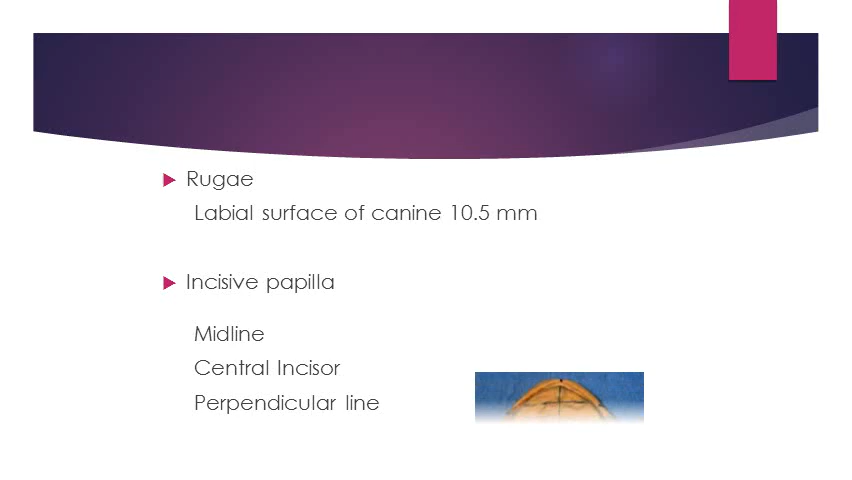 Rugae
Labial surface of canine 10.5 mm
Incisive papilla
Midline
Central Incisor
Perpendicular line